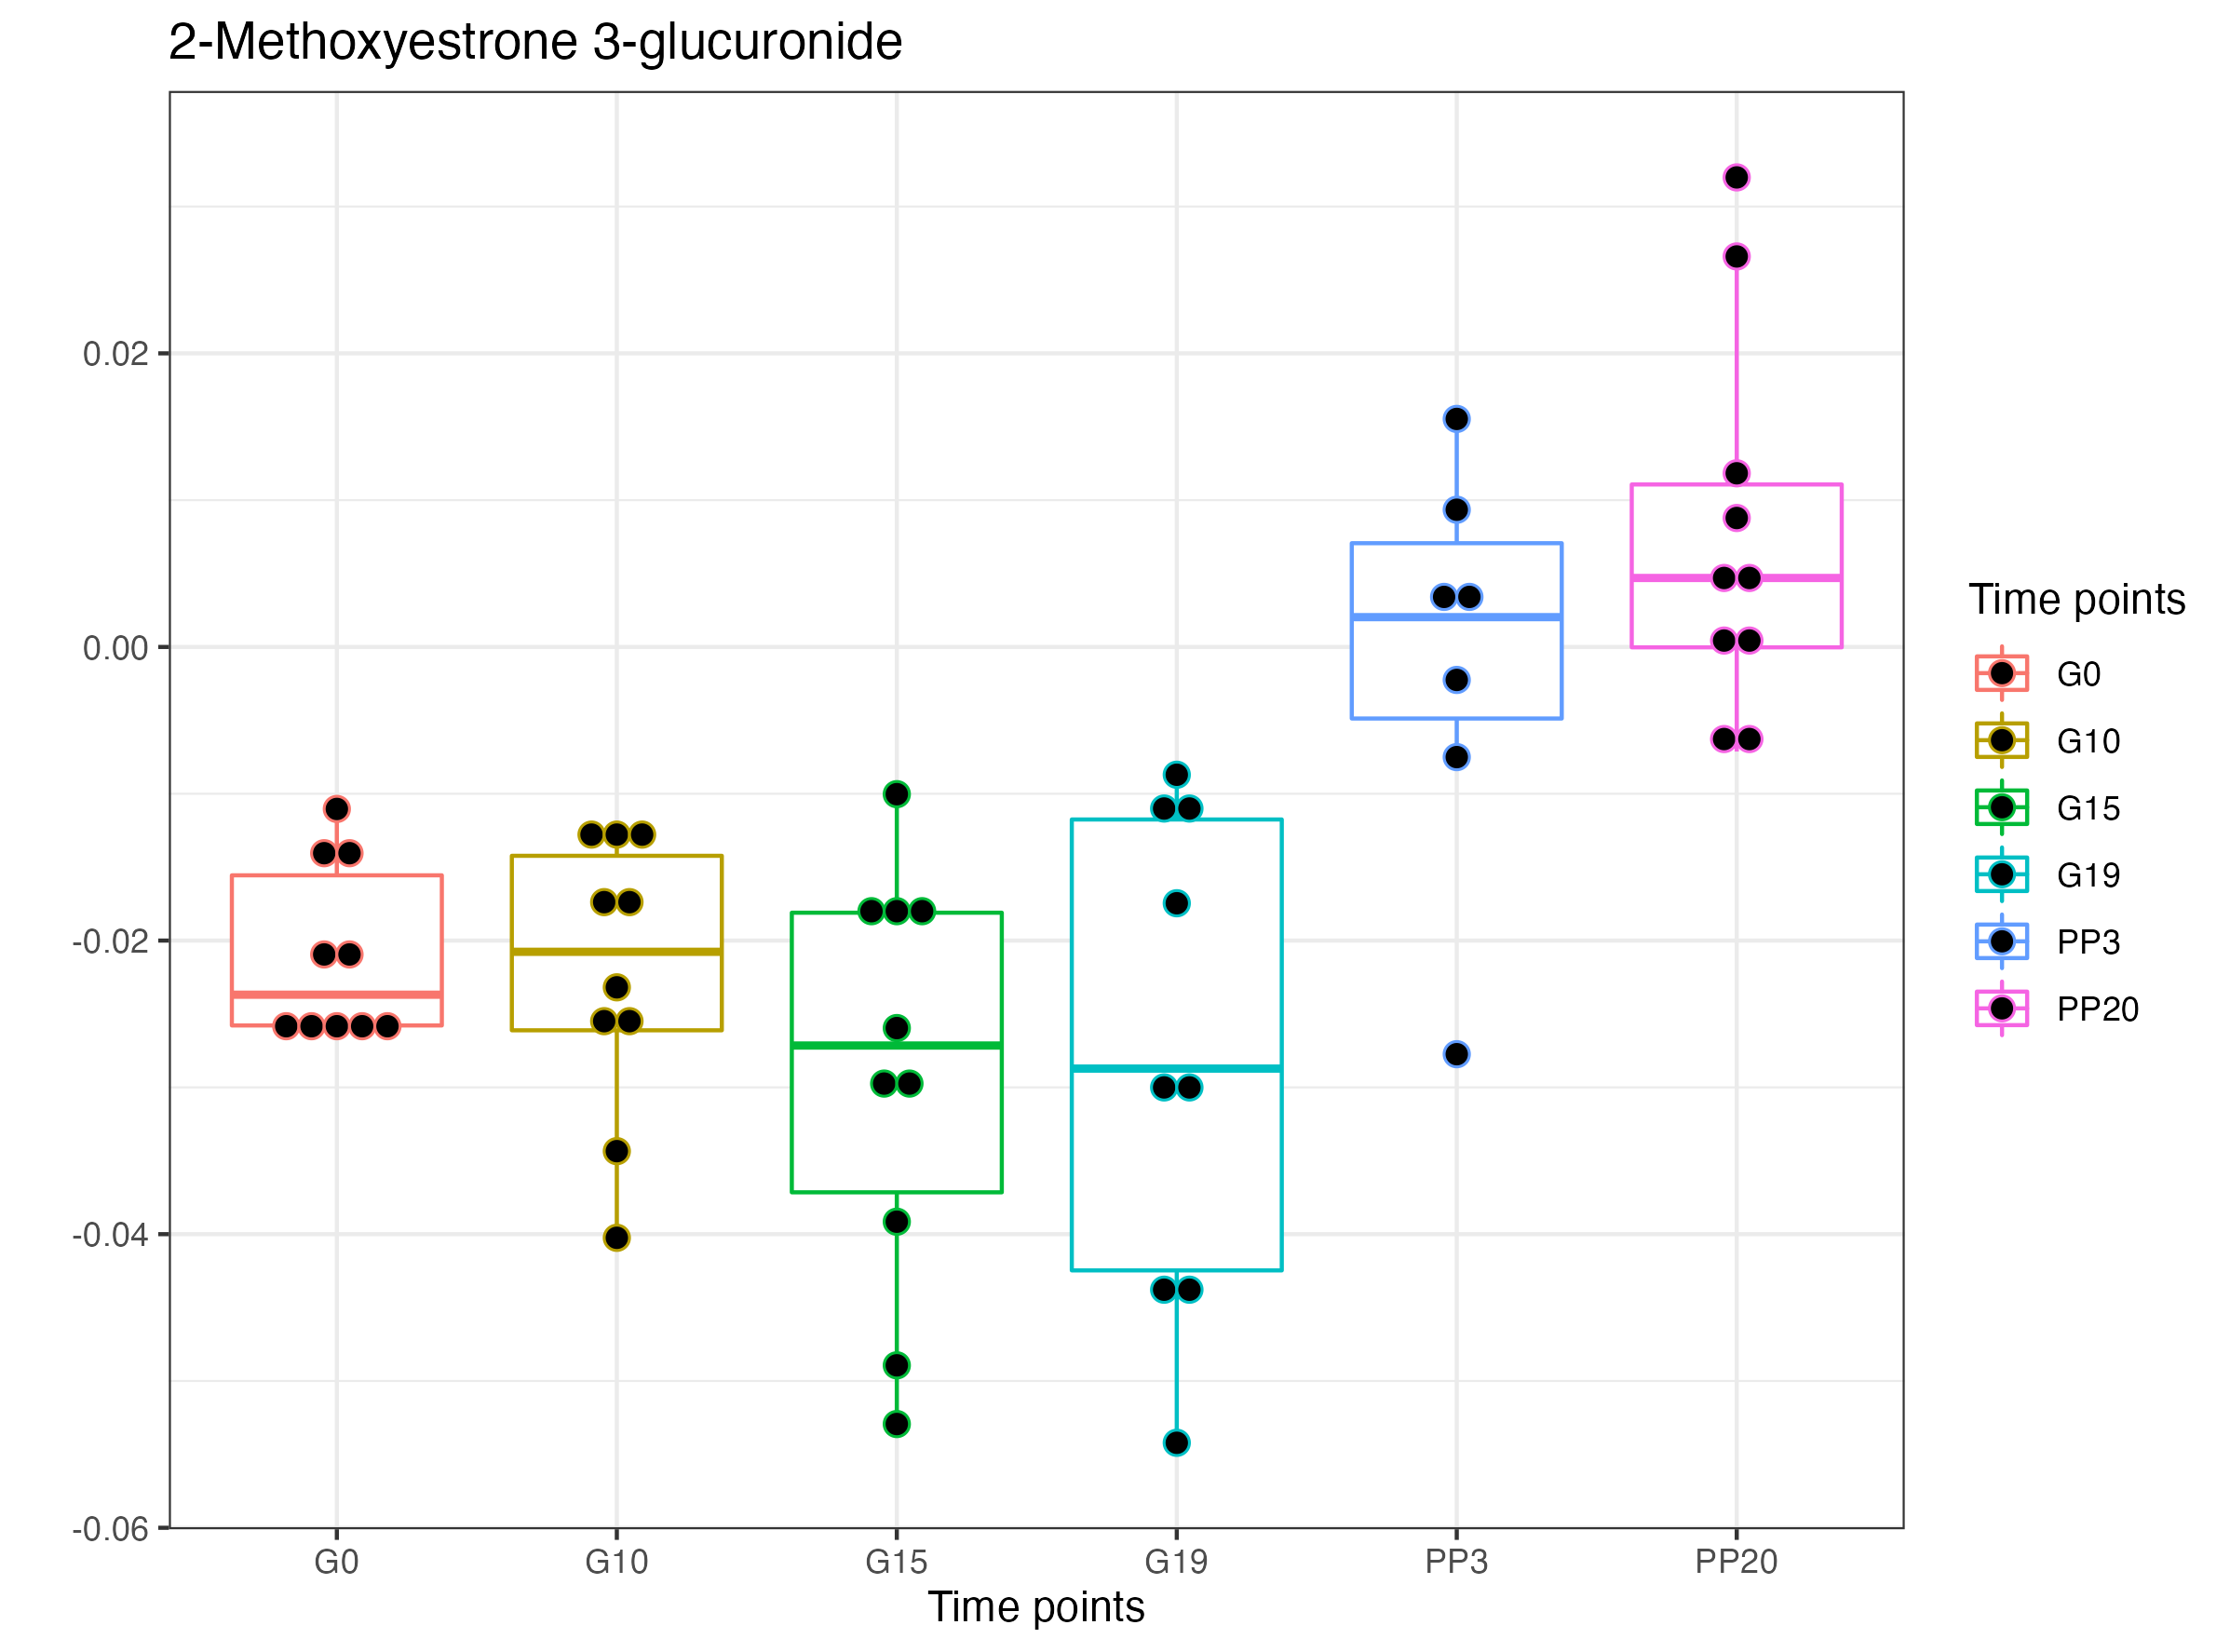 2-Methoxyestrone 3-glucuronide
0.02
0.00
-0.02
-0.04
-0.06
G0 G10 G15 G19 PP3 PP20
Time points
Time points
G0
G10
G15
G19
PP3
PP20